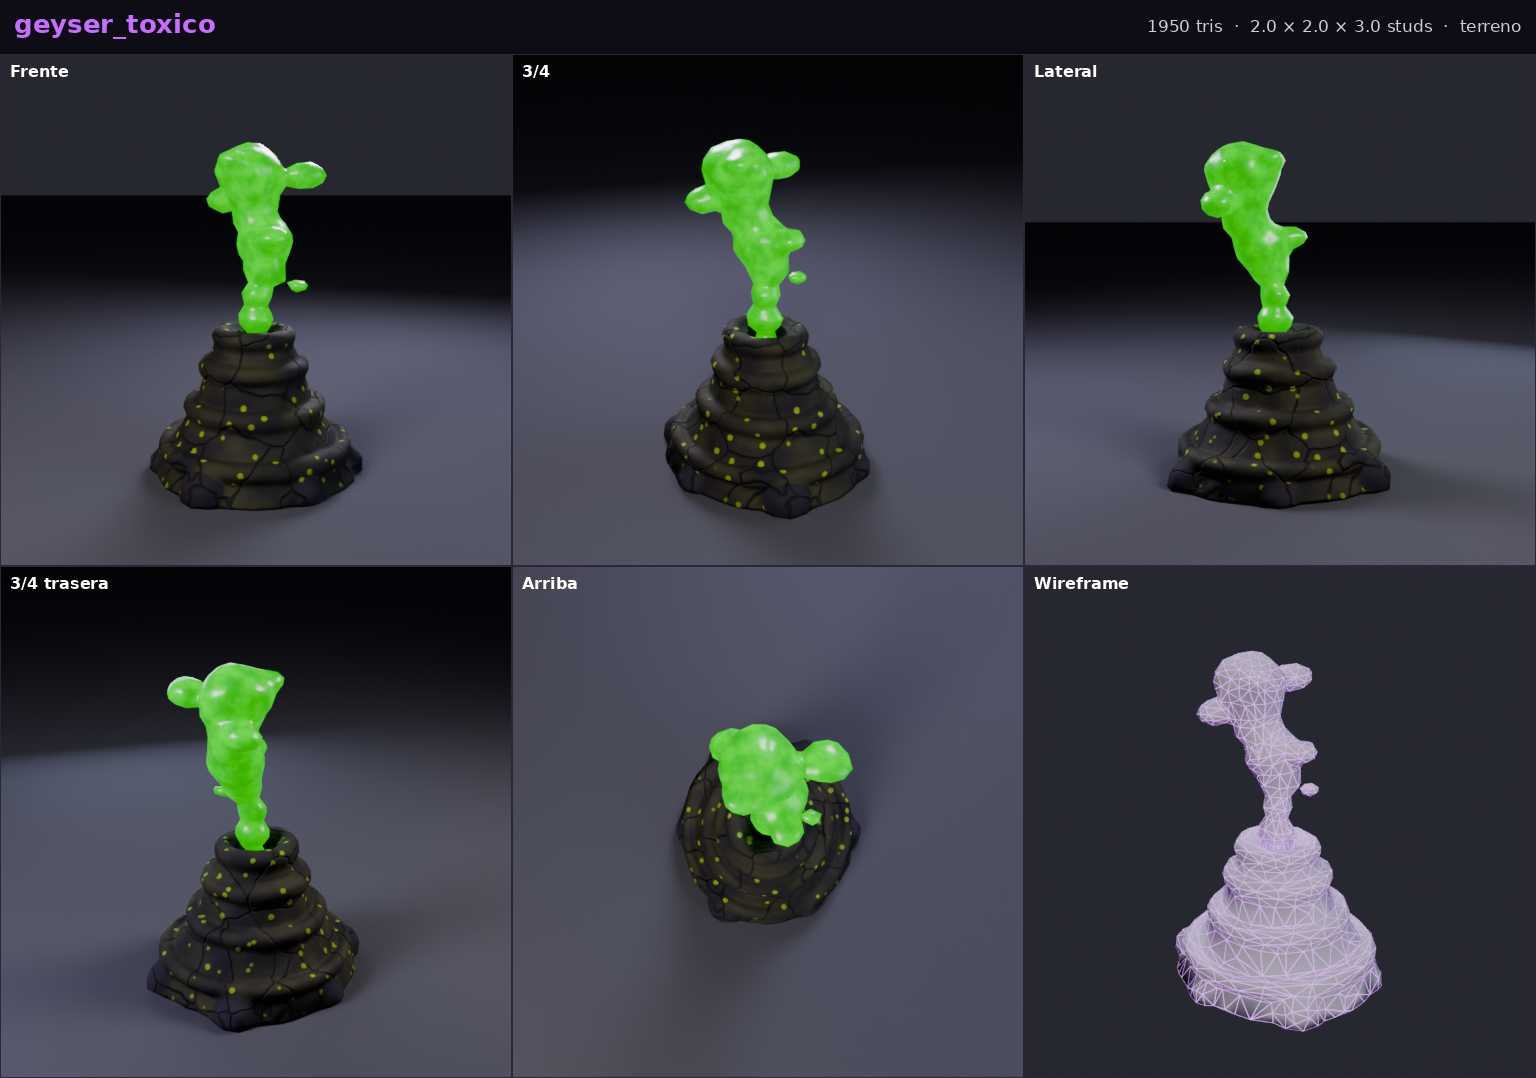 geyser_toxico
1950 tris · 2.0 × 2.0 × 3.0 studs · terreno
Frente
3/4
Lateral
3/4 trasera
Arriba
Wireframe